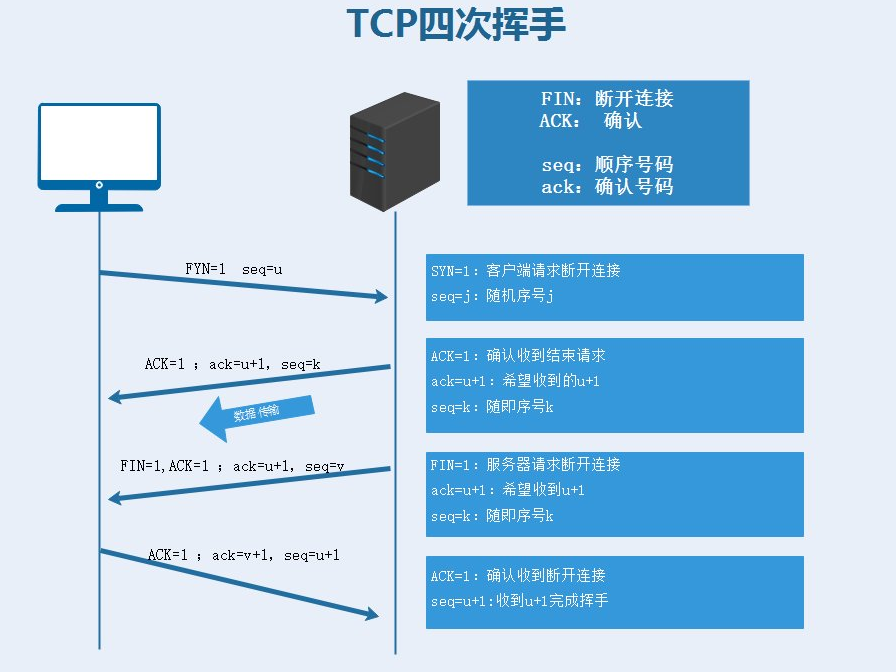 TCP四次挥手
FIN: 断开连接
ACK: 确认
seq: 顺序号码
ack: 确认号码
FYN=1 seq=u
SYN=1：客户端请求断开连接
seq=j：随机序号j
ACK=1 ；ack=u+1, seq=k
ACK=1：确认收到结束请求
ack=u+1：希望收到的u+1
seq=k：随即序号k
数据传输
FIN=1,ACK=1 ；ack=u+1, seq=v
FIN=1：服务器请求断开连接
ack=u+1：希望收到u+1
seq=k：随即序号k
ACK=1 ；ack=v+1, seq=u+1
ACK=1：确认收到断开连接
seq=u+1:收到u+1完成挥手